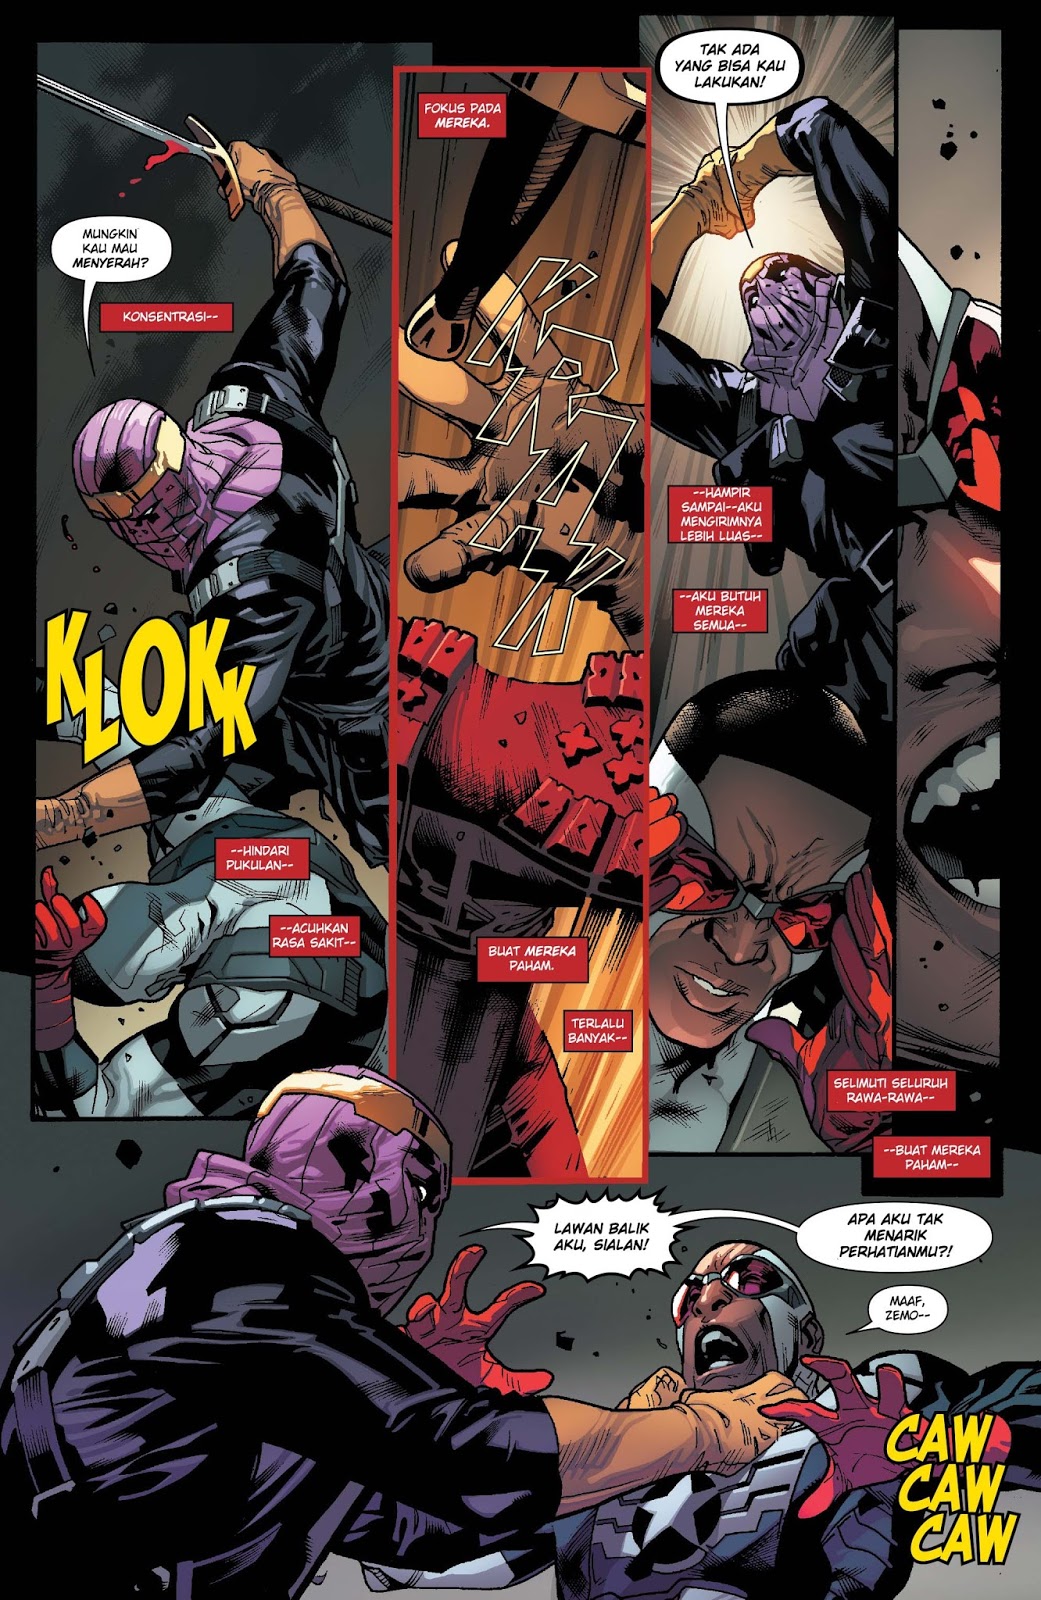 MUNGKIN
KAU MAU
MENYERAH?
KONSENTRASI--
KLOKK
--HINDARI
PUKULAN--
--ACUHKAN
RASA SAKIT--
FOKUS PADA
MEREKA.
KRMAW
BUAT MEREKA
PAHAM.
TERLALU
BANYAK--
TAK ADA
YANG BISA KAU
LAKUKAN!
--HAMPIR
SAMPAI--AKU
MENGIRIMNYA
LEBIH LUAS--
--AKU BUTUH
MEREKA
SEMUA--
SELIMUTI SELURUH
RAWA-RAWA--
--BUAT MEREKA
PAHAM--
LAWAN BALIK
AKU, SIALAN!
APA AKU TAK
MENARIK
PERHATIANMU?!
MAAF,
ZEMO--
CAW
CAW
CAW